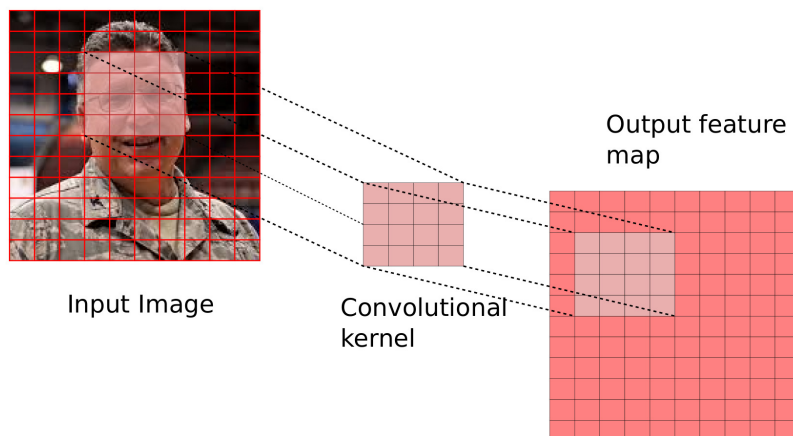 Input Image
Convolutional
kernel
Output feature
map